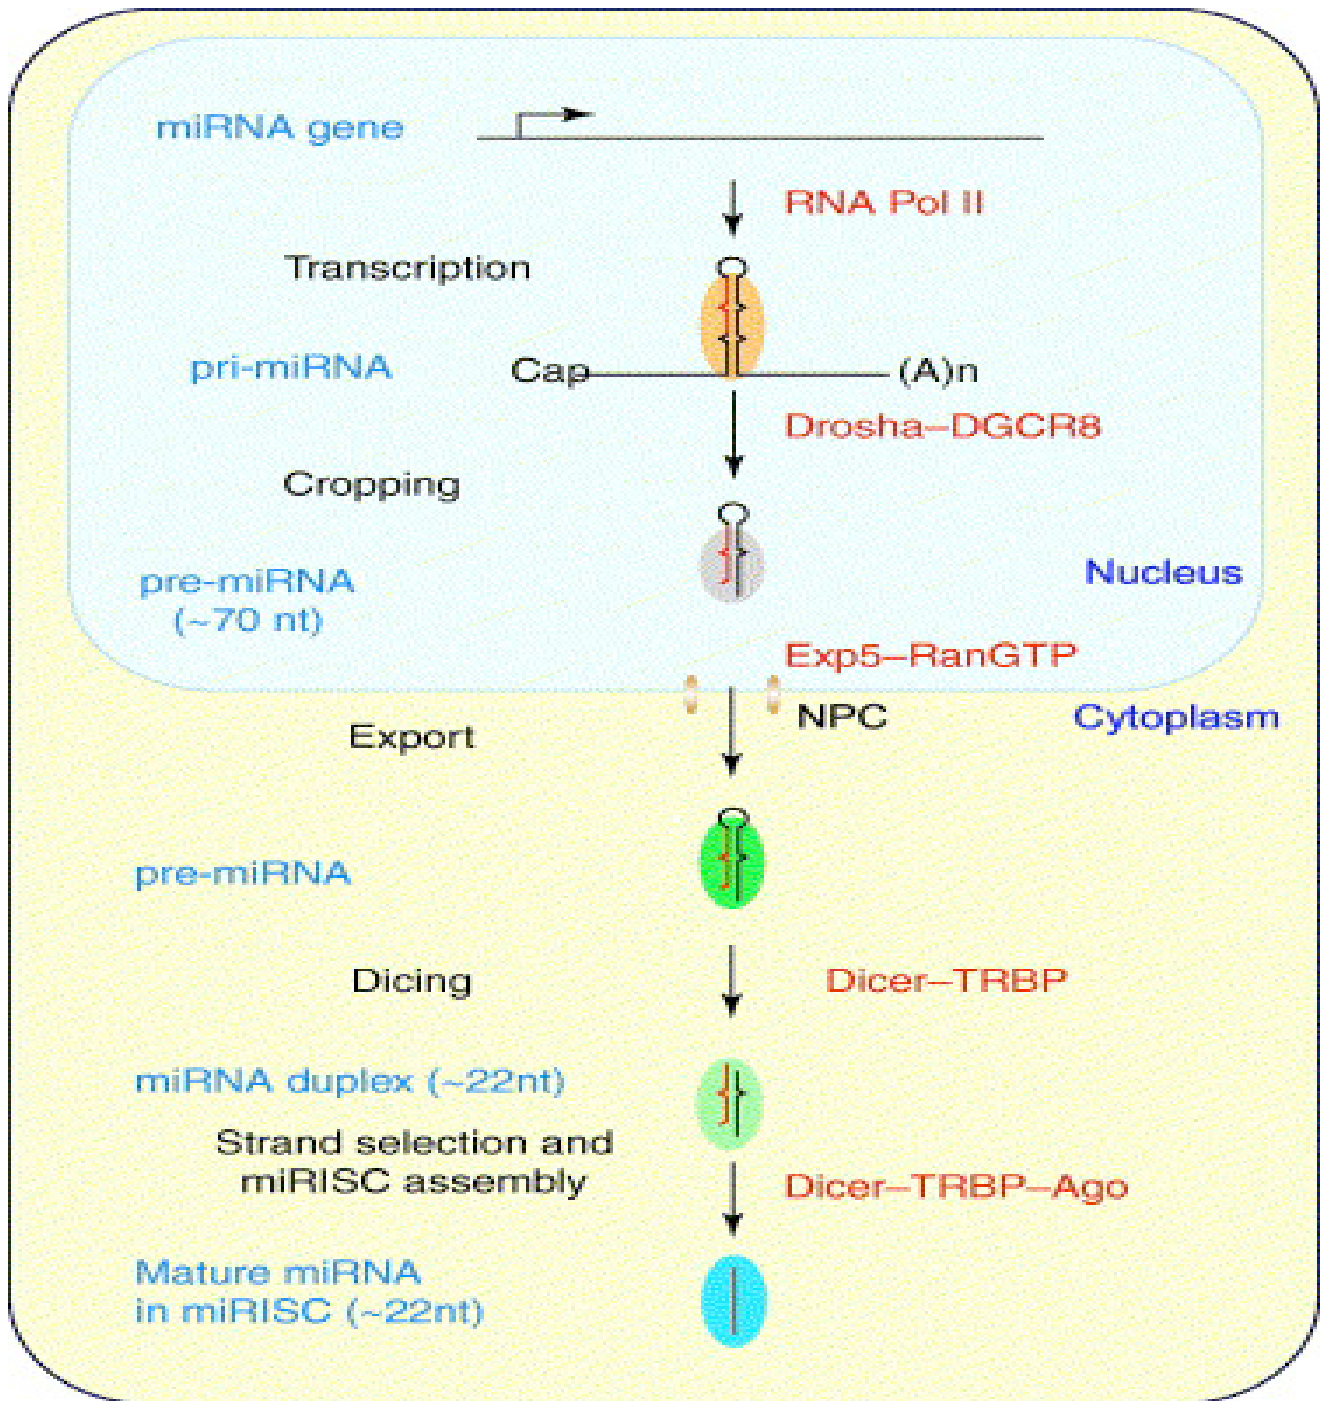 miRNA gene
RNA Pol II
Transcription
pri-miRNA
Cap
(A)n
Drosha–DGCR8
Cropping
pre-miRNA
(~70 nt)
Nucleus
Exp5–RanGTP
NPC
Cytoplasm
Export
pre-miRNA
Dicing
Dicer–TRBP
miRNA duplex (~22nt)
Strand selection and
miRISC assembly
Dicer–TRBP–Ago
Mature miRNA
in miRISC (~22nt)